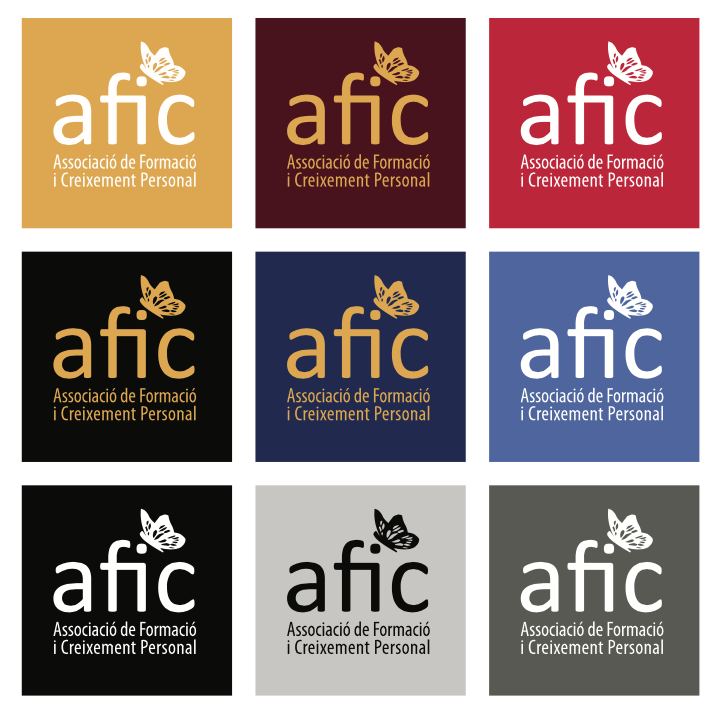 afic
Associació de Formació
i Creixement Personal
afic
Associació de Formació
i Creixement Personal
afic
Associació de Formació
i Creixement Personal
afic
Associació de Formació
i Creixement Personal
afic
Associació de Formació
i Creixement Personal
afic
Associació de Formació
i Creixement Personal
afic
Associació de Formació
i Creixement Personal
afic
Associació de Formació
i Creixement Personal
afic
Associació de Formació
i Creixement Personal